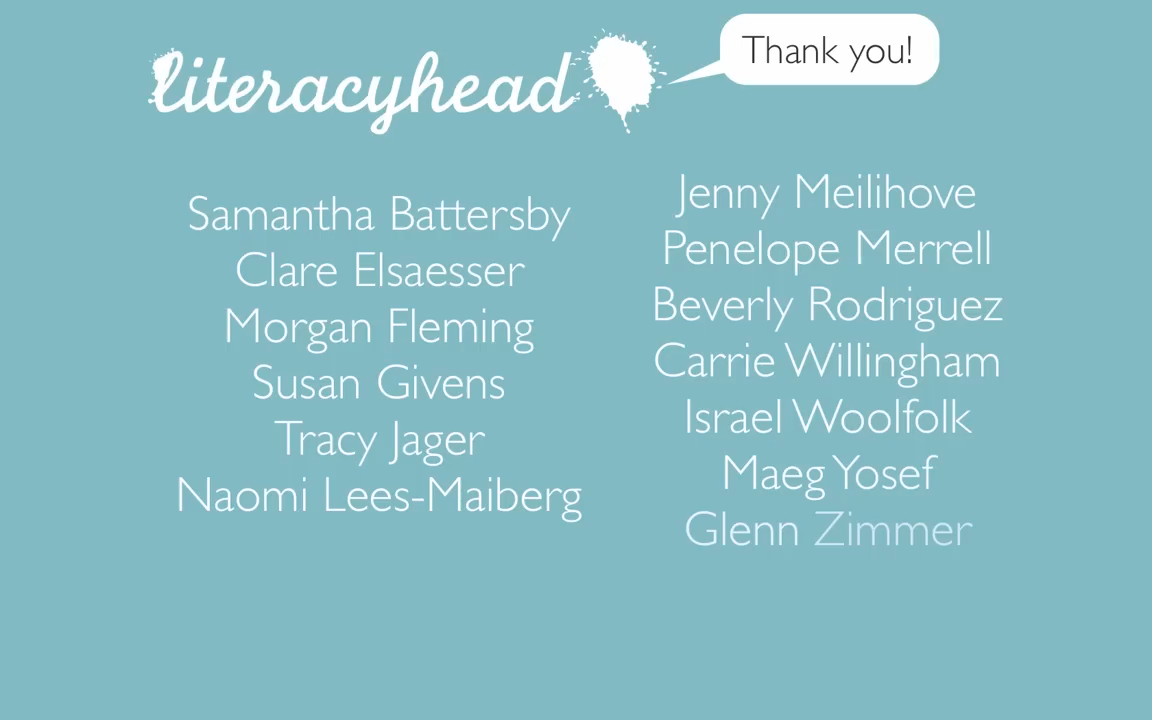 literacyhead
Thank you!
Samantha Battersby
Clare Elsaesser
Morgan Fleming
Susan Givens
Tracy Jager
Naomi Lees-Maiberg
Jenny Meilihove
Penelope Merrell
Beverly Rodriguez
Carrie Willingham
Israel Woolfolk
Maeg Yosef
Glenn Zimmer